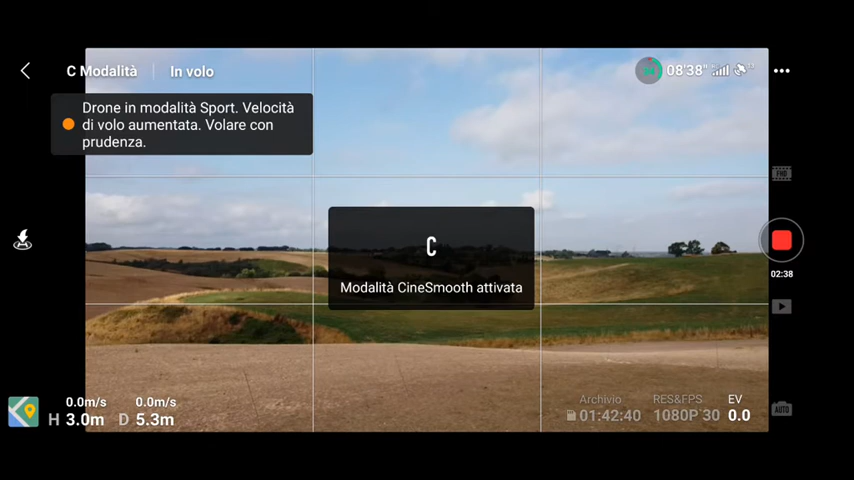 C Modalità
In volo
08'38"
Drone in modalità Sport. Velocità
di volo aumentata. Volare con
prudenza.
C
Modalità CineSmooth attivata
02:38
0.0m/s 0.0m/s
H 3.0m D 5.3m
Archivio RES&FPS EV
01:42:40 1080P 30 0.0
AUTO